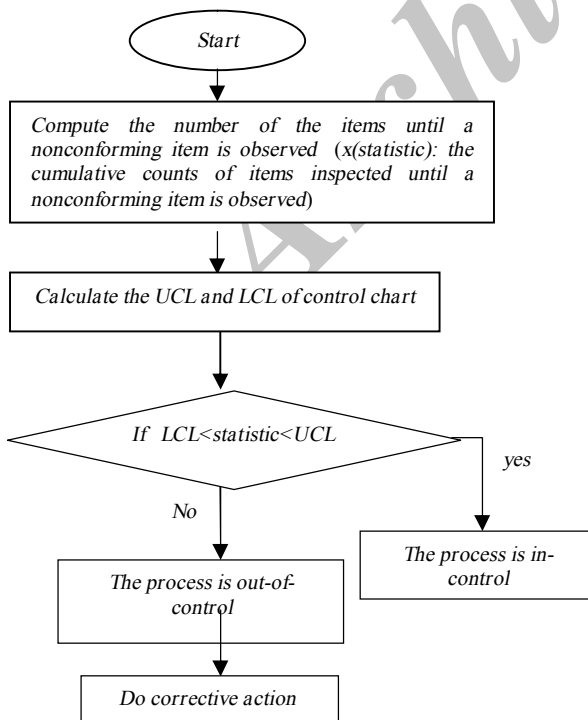 Start
Compute the number of the items until a
nonconforming item is observed (x(statistic): the
cumulative counts of items inspected until a
nonconforming item is observed)
Calculate the UCL and LCL of control chart
If LCL<statistic<UCL
yes
No
The process is in-
control
The process is out-of-
control
Do corrective action